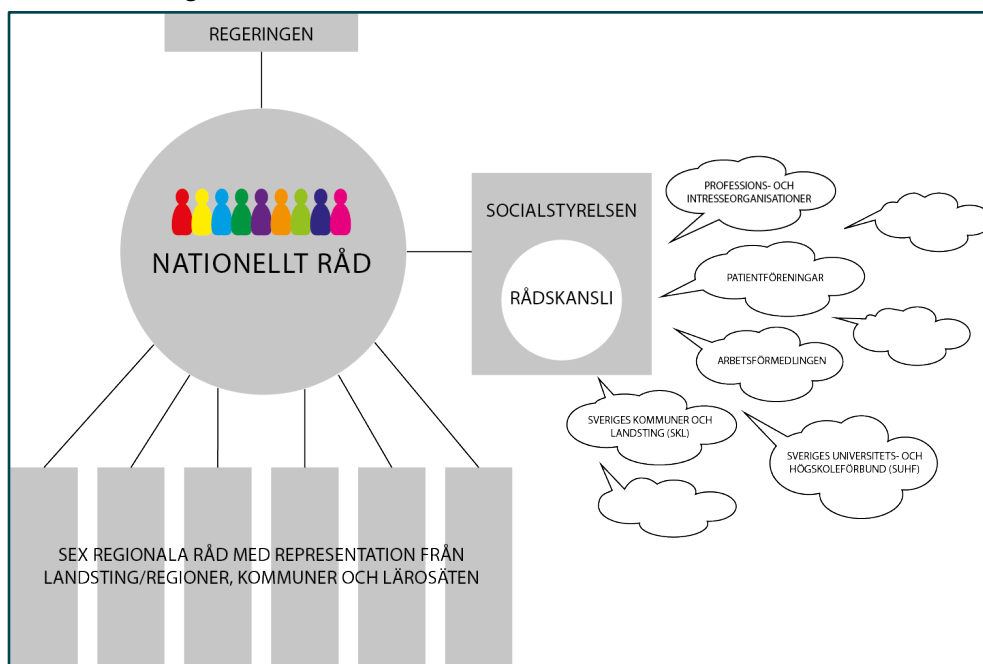 REGERINGEN
NATIONELLT RÅD
SOCIALSTYRELSEN
RÅDSKANSLI
PROFESSIONS- OCH
INTRESSEORGANISATIONER
PATIENTFÖRENINGAR
ARBETSFÖRMEDLINGEN
SVERIGES KOMMUNER OCH
LANDSTING (SKL)
SVERIGES UNIVERSITETS- OCH
HÖGSKOLEFÖRBUND (SUHF)
SEX REGIONALA RÅD MED REPRESENTATION FRÅN
LANDSTING/REGIONER, KOMMUNER OCH LÄROSÄTEN